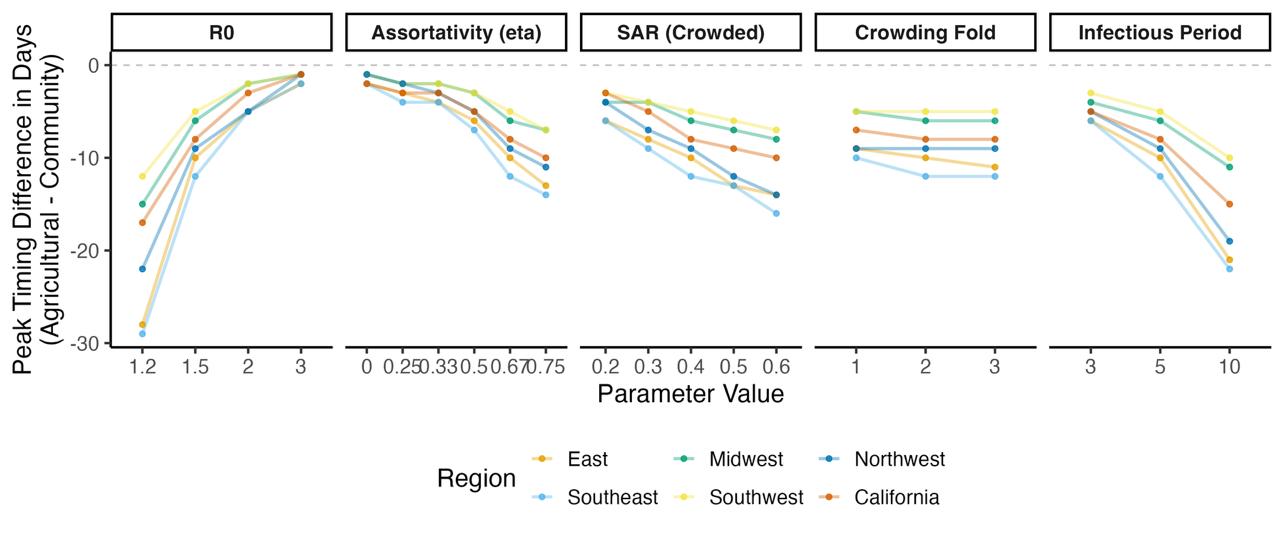 R0 Assortativity (eta) SAR (Crowded) Crowding Fold Infectious Period
Peak Timing Difference in Days
(Agricultural - Community)
0
-10
-20
-30
1.2 1.5 2 3 0 0.25 0.33 0.5 0.67 0.75 0.2 0.3 0.4 0.5 0.6 1 2 3 3 5 10
Parameter Value
Region
East Midwest Northwest
Southeast Southwest California